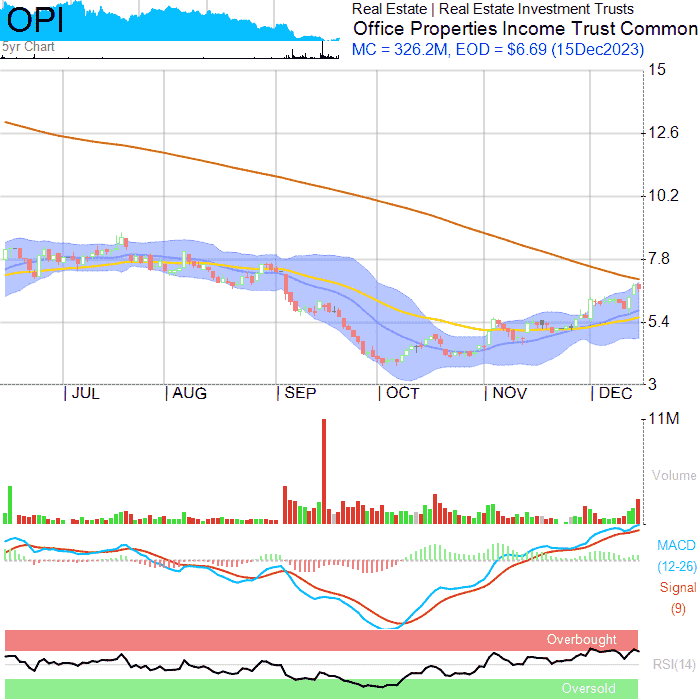 OPI
5yr Chart
Real Estate | Real Estate Investment Trusts
Office Properties Income Trust Common
MC = 326.2M, EOD = $6.69 (15Dec2023)
15
12.6
10.2
7.8
5.4
3
JUL AUG SEP OCT NOV DEC
11M
Volume
MACD
(12-26)
Signal
(9)
Overbought
RSI(14)
Oversold